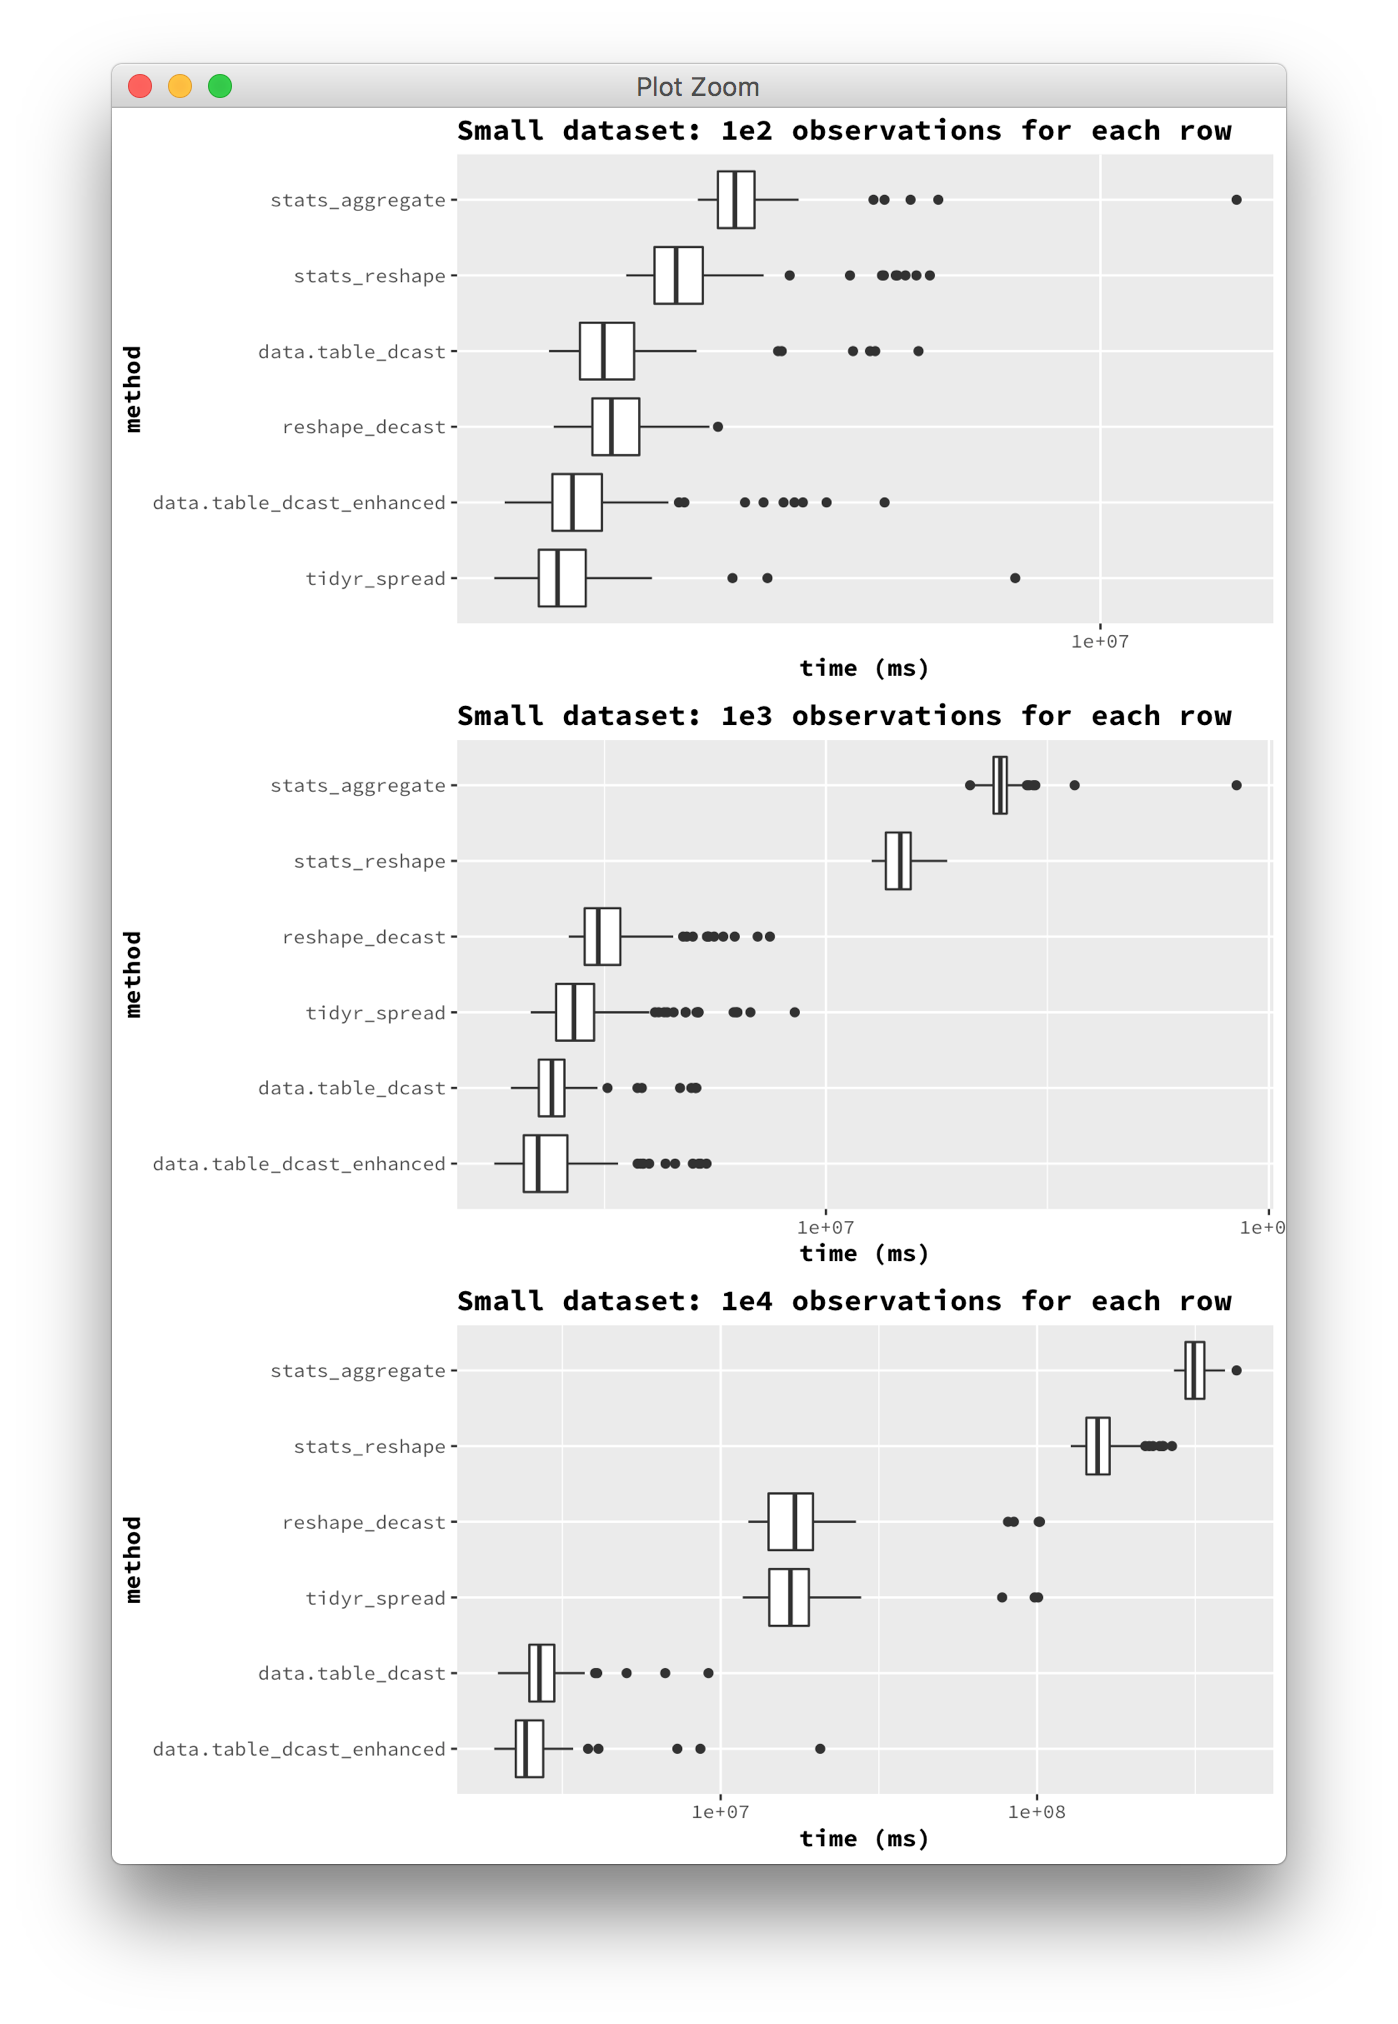 Plot Zoom
Small dataset: 1e2 observations for each row
method
stats_aggregate
stats_reshape
data.table_dcast
reshape_decast
data.table_dcast_enhanced
tidyr_spread
1e+07
time (ms)
Small dataset: 1e3 observations for each row
method
stats_aggregate
stats_reshape
reshape_decast
tidyr_spread
data.table_dcast
data.table_dcast_enhanced
1e+07 1e+0
time (ms)
Small dataset: 1e4 observations for each row
method
stats_aggregate
stats_reshape
reshape_decast
tidyr_spread
data.table_dcast
data.table_dcast_enhanced
1e+07 1e+08
time (ms)